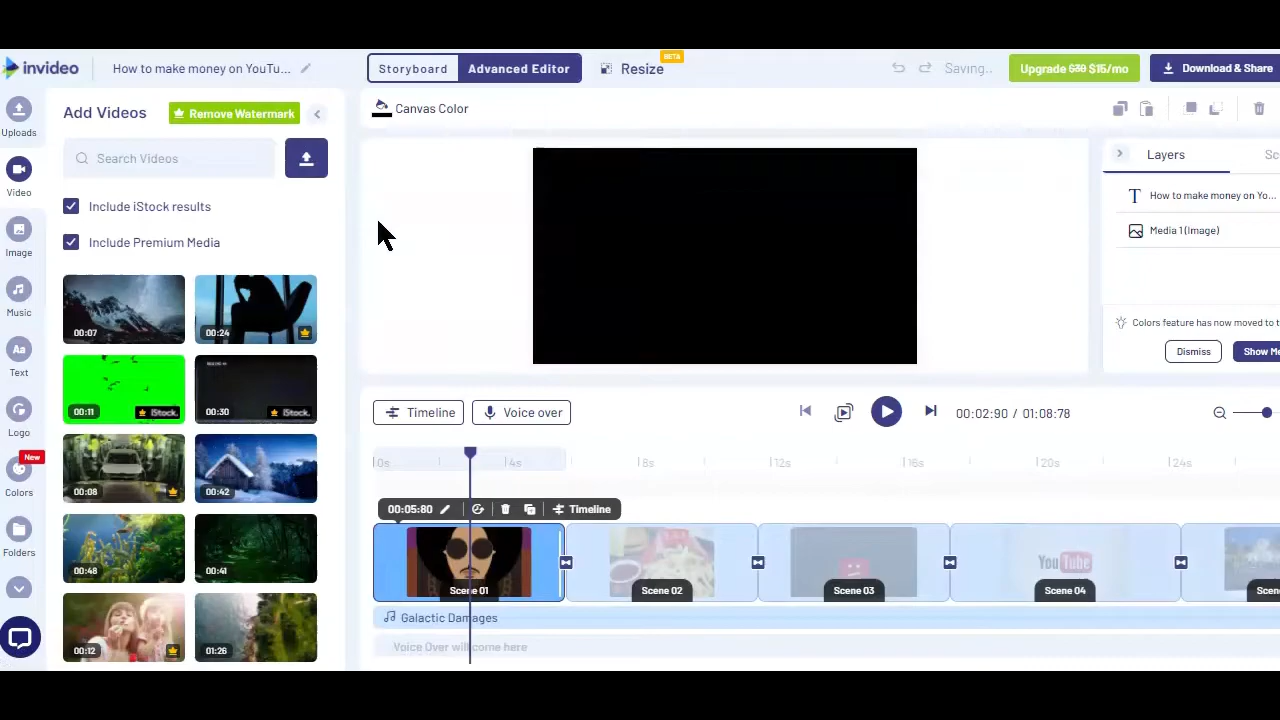 invideo
How to make money on YouTu...
Storyboard
Advanced Editor
Resize
BETA
Saving..
Upgrade $30 $15/mo
Download & Share
Uploads
Video
Image
Music
Aa
Text
Logo
New
Colors
Folders
Add Videos
Remove Watermark
Search Videos
Include iStock results
Include Premium Media
00:07
00:24
00:11
iStock.
00:30
iStock.
00:08
00:42
00:48
00:41
00:12
01:26
Canvas Color
Layers
Sc
T How to make money on Yo...
Media 1 (Image)
Colors feature has now moved to t
Dismiss
Show Me
Timeline
Voice over
00:02:90 / 01:08:78
0s
4s
8s
12s
16s
20s
24s
00:05:80
Timeline
Scene 01
Scene 02
Scene 03
YouTube
Scene 04
Scen
Galactic Damages
Voice Over will come here